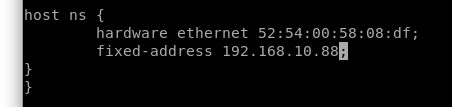 host ns {
        hardware ethernet 52:54:00:58:08:df;
        fixed-address 192.168.10.88;
}
}